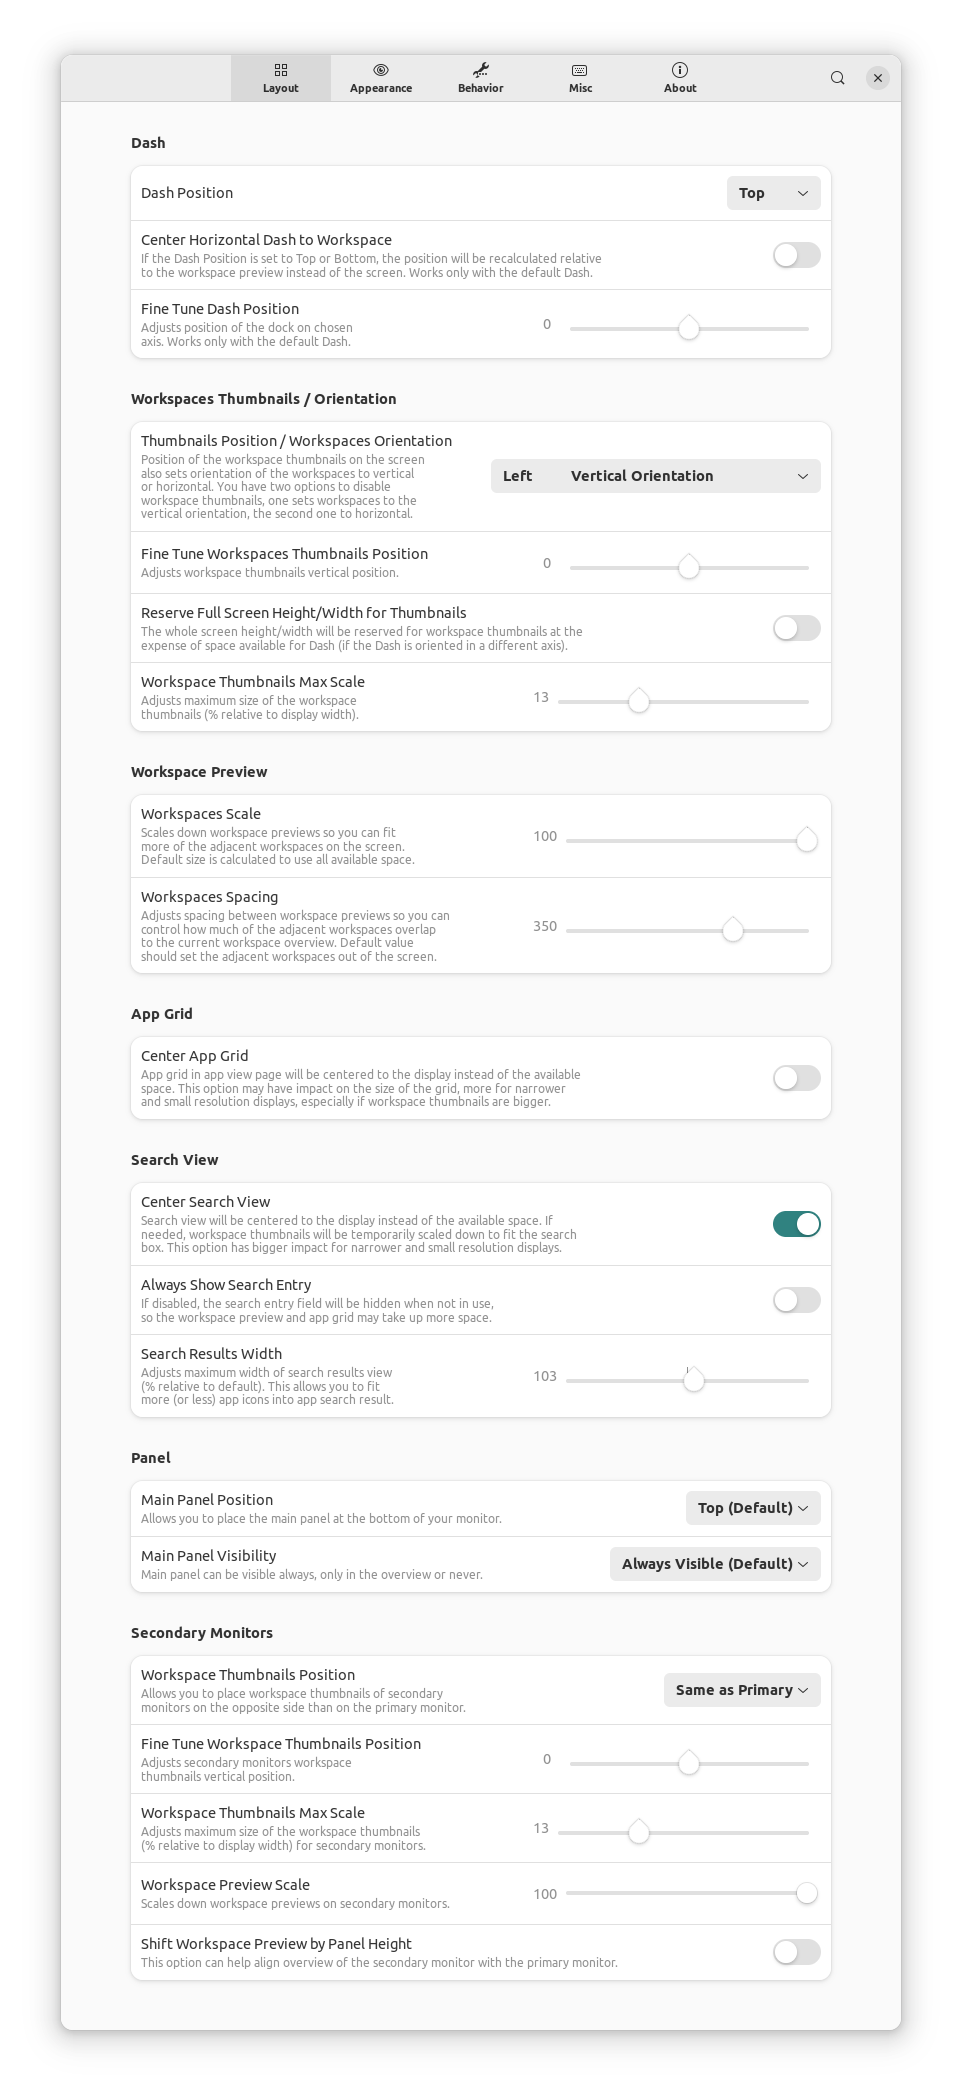 Layout
Appearance
Behavior
Misc
About
Dash
Dash Position
Top
Center Horizontal Dash to Workspace
If the Dash Position is set to Top or Bottom, the position will be recalculated relative
to the workspace preview instead of the screen. Works only with the default Dash.
Fine Tune Dash Position
Adjusts position of the dock on chosen
axis. Works only with the default Dash.
0
Workspaces Thumbnails / Orientation
Thumbnails Position / Workspaces Orientation
Position of the workspace thumbnails on the screen
also sets orientation of the workspaces to vertical
or horizontal. You have two options to disable
workspace thumbnails, one sets workspaces to the
vertical orientation, the second one to horizontal.
Left Vertical Orientation
Fine Tune Workspaces Thumbnails Position
Adjusts workspace thumbnails vertical position.
0
Reserve Full Screen Height/Width for Thumbnails
The whole screen height/width will be reserved for workspace thumbnails at the
expense of space available for Dash (if the Dash is oriented in a different axis).
Workspace Thumbnails Max Scale
Adjusts maximum size of the workspace
thumbnails (% relative to display width).
13
Workspace Preview
Workspaces Scale
Scales down workspace previews so you can fit
more of the adjacent workspaces on the screen.
Default size is calculated to use all available space.
100
Workspaces Spacing
Adjusts spacing between workspace previews so you can
control how much of the adjacent workspaces overlap
to the current workspace overview. Default value
should set the adjacent workspaces out of the screen.
350
App Grid
Center App Grid
App grid in app view page will be centered to the display instead of the available
space. This option may have impact on the size of the grid, more for narrower
and small resolution displays, especially if workspace thumbnails are bigger.
Search View
Center Search View
Search view will be centered to the display instead of the available space. If
needed, workspace thumbnails will be temporarily scaled down to fit the search
box. This option has bigger impact for narrower and small resolution displays.
Always Show Search Entry
If disabled, the search entry field will be hidden when not in use,
so the workspace preview and app grid may take up more space.
Search Results Width
Adjusts maximum width of search results view
(% relative to default). This allows you to fit
more (or less) app icons into app search result.
103
Panel
Main Panel Position
Allows you to place the main panel at the bottom of your monitor.
Top (Default)
Main Panel Visibility
Main panel can be visible always, only in the overview or never.
Always Visible (Default)
Secondary Monitors
Workspace Thumbnails Position
Allows you to place workspace thumbnails of secondary
monitors on the opposite side than on the primary monitor.
Same as Primary
Fine Tune Workspace Thumbnails Position
Adjusts secondary monitors workspace
thumbnails vertical position.
0
Workspace Thumbnails Max Scale
Adjusts maximum size of the workspace thumbnails
(% relative to display width) for secondary monitors.
13
Workspace Preview Scale
Scales down workspace previews on secondary monitors.
100
Shift Workspace Preview by Panel Height
This option can help align overview of the secondary monitor with the primary monitor.